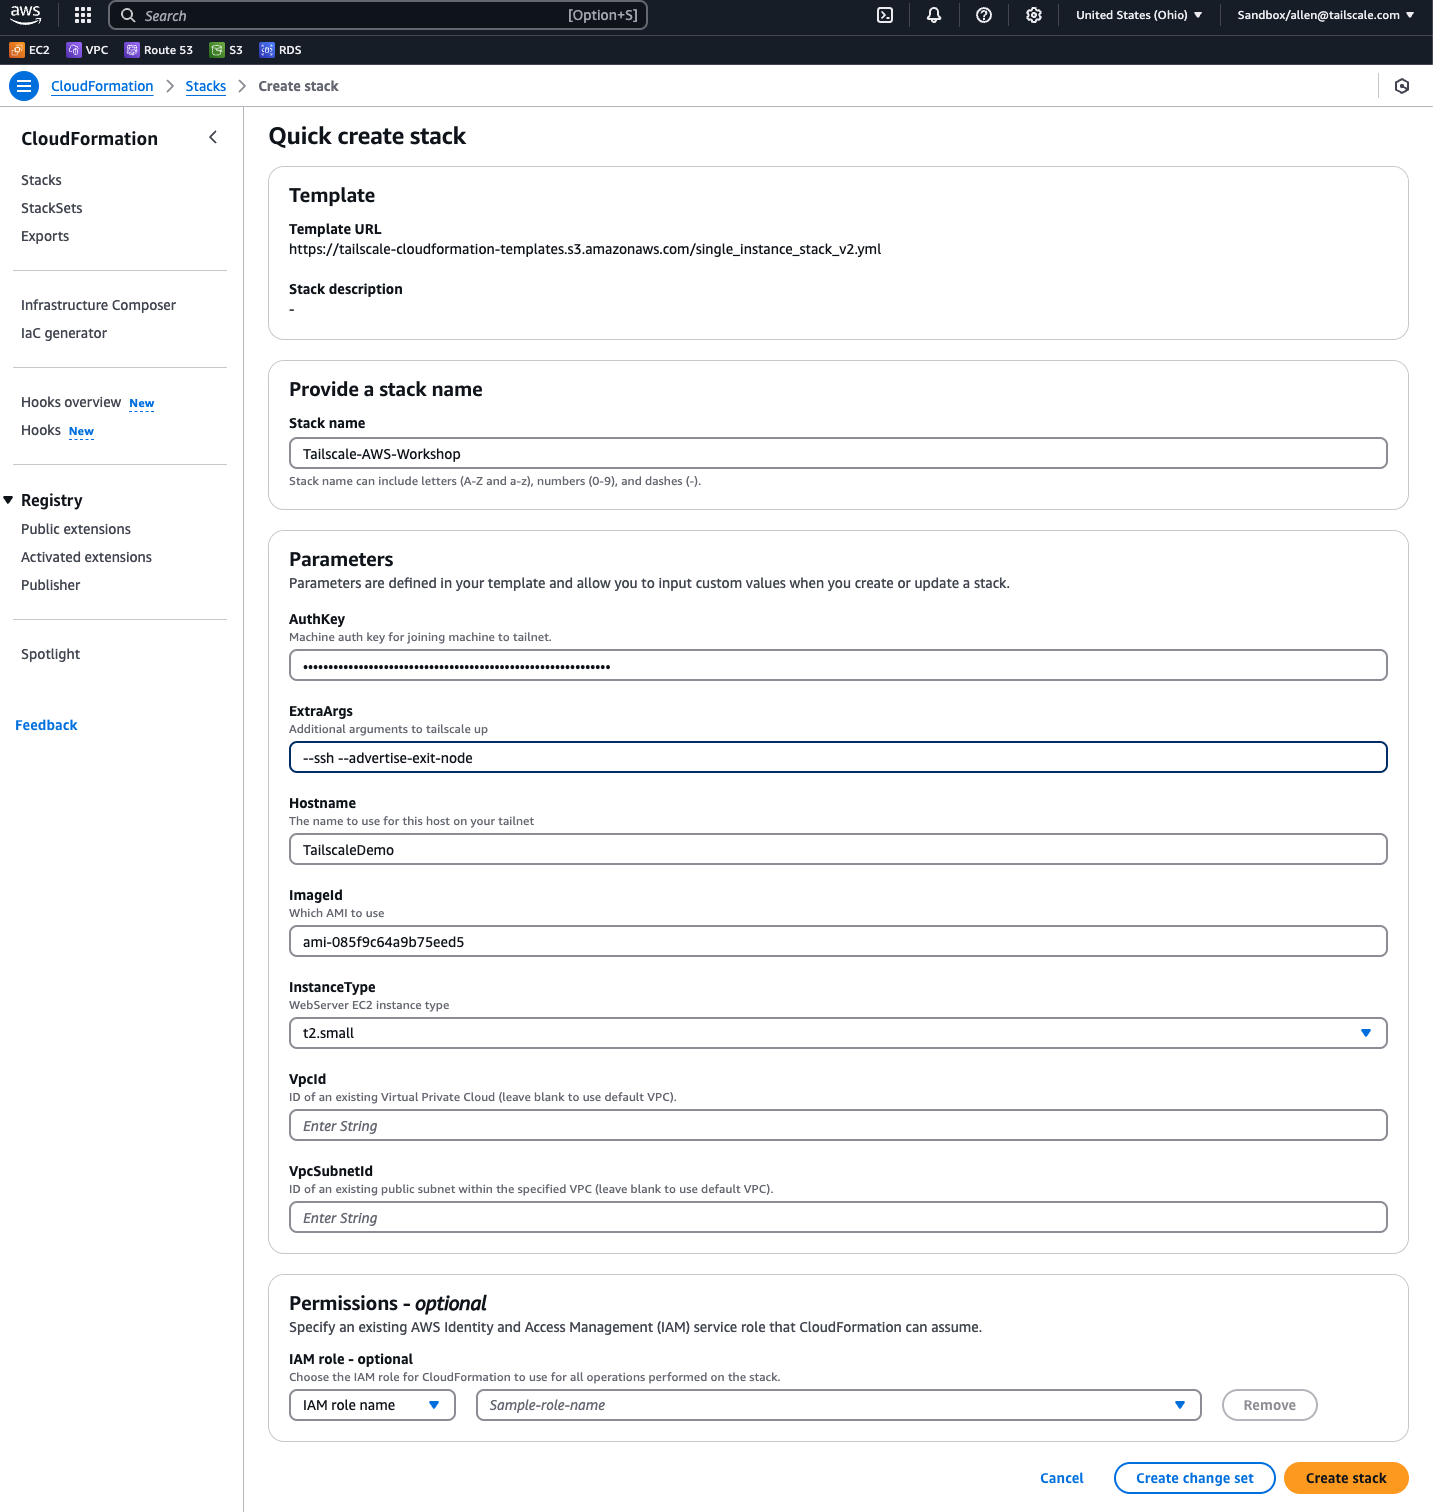 aws
Search [Option+S]
United States (Ohio)
Sandbox/allen@tailscale.com
EC2 VPC Route 53 S3 RDS
CloudFormation Stacks Create stack
CloudFormation
Stacks
StackSets
Exports
Infrastructure Composer
IaC generator
Hooks overview New
Hooks New
Registry
Public extensions
Activated extensions
Publisher
Spotlight
Feedback
Quick create stack
Template
Template URL
https://tailscale-cloudformation-templates.s3.amazonaws.com/single_instance_stack_v2.yml
Stack description
-
Provide a stack name
Stack name
Tailscale-AWS-Workshop
Stack name can include letters (A-Z and a-z), numbers (0-9), and dashes (-).
Parameters
Parameters are defined in your template and allow you to input custom values when you create or update a stack.
AuthKey
Machine auth key for joining machine to tailnet.
ExtraArgs
Additional arguments to tailscale up
--ssh --advertise-exit-node
Hostname
The name to use for this host on your tailnet
TailscaleDemo
ImageId
Which AMI to use
ami-085f9c64a9b75eed5
InstanceType
WebServer EC2 instance type
t2.small
VpcId
ID of an existing Virtual Private Cloud (leave blank to use default VPC).
Enter String
VpcSubnetId
ID of an existing public subnet within the specified VPC (leave blank to use default VPC).
Enter String
Permissions - optional
Specify an existing AWS Identity and Access Management (IAM) service role that CloudFormation can assume.
IAM role - optional
Choose the IAM role for CloudFormation to use for all operations performed on the stack.
IAM role name Sample-role-name Remove
Cancel Create change set Create stack